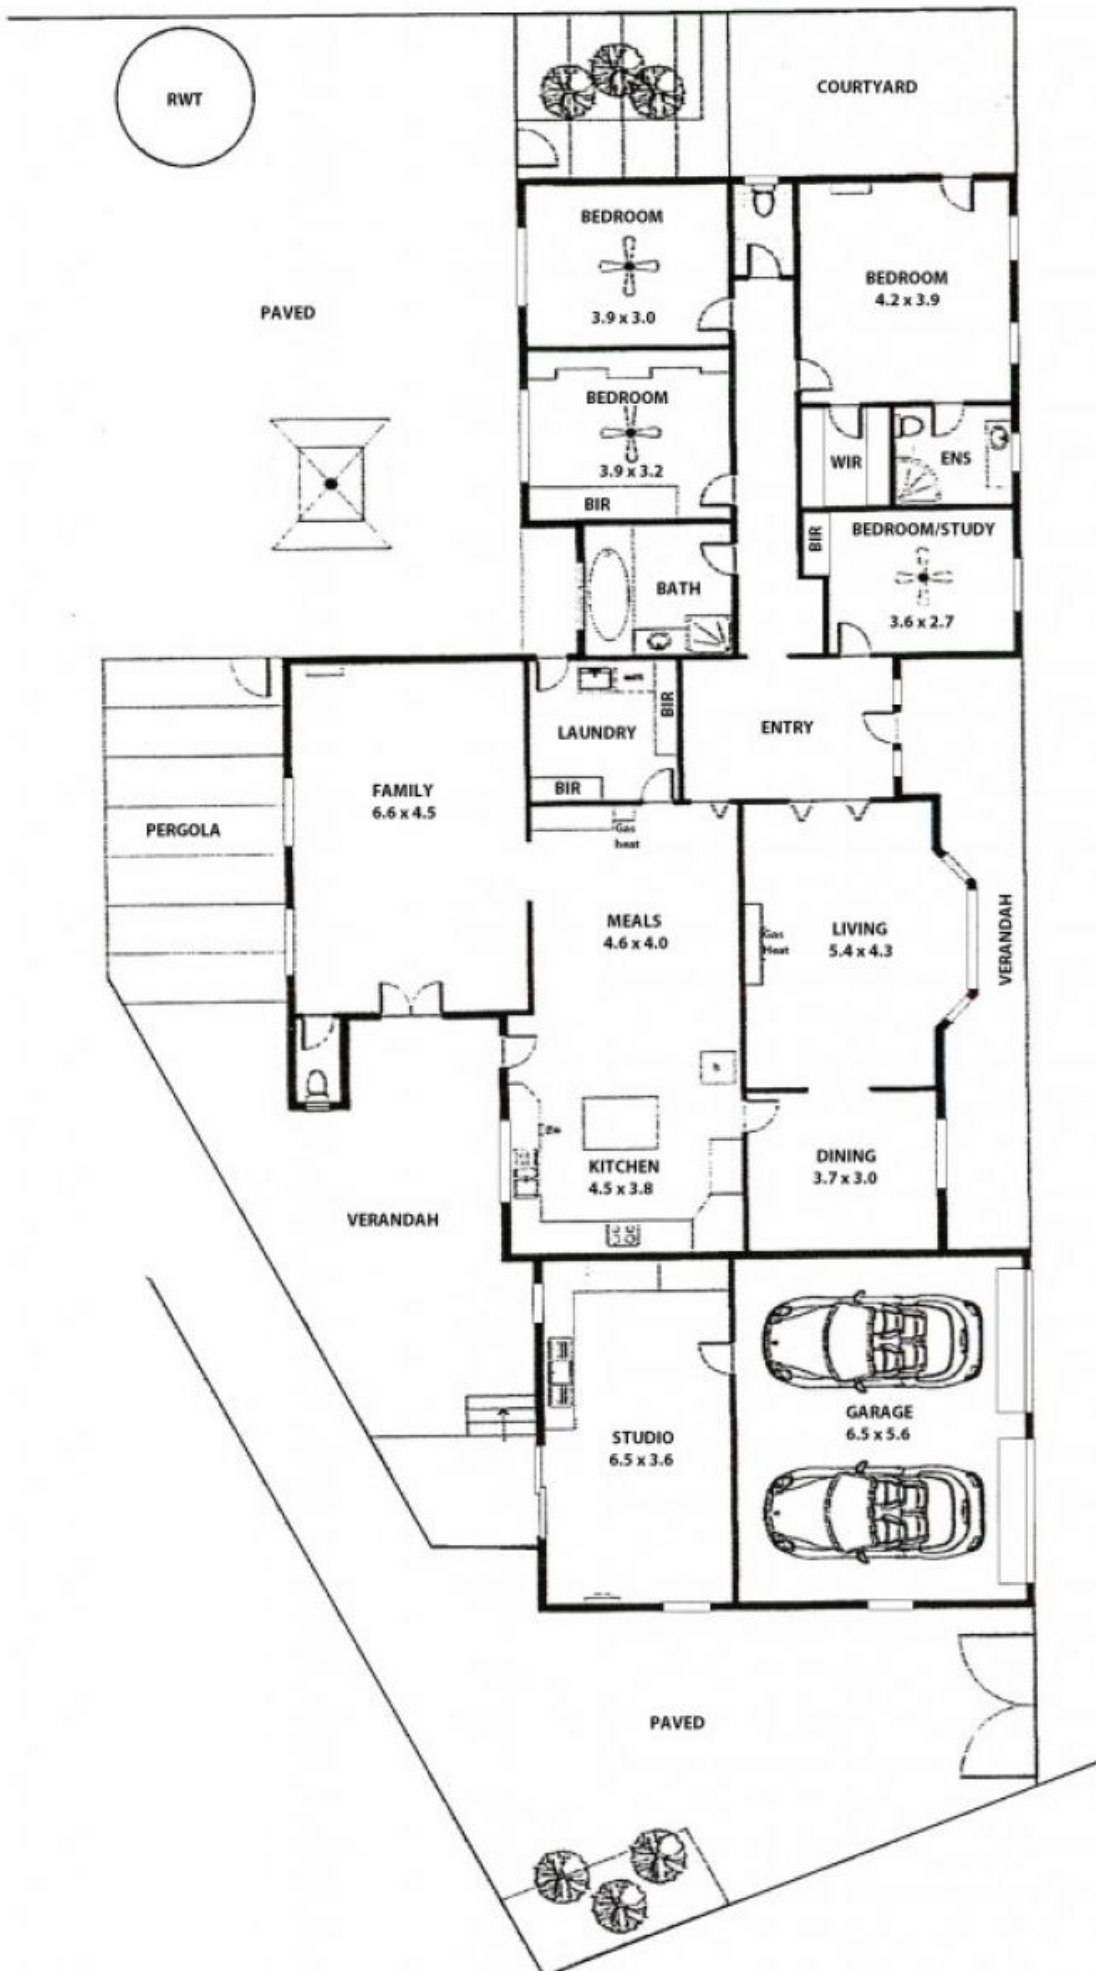 RWT
COURTYARD
BEDROOM
3.9 x 3.0
BEDROOM
4.2 x 3.9
PAVED
BEDROOM
3.9 x 3.2
BIR
WIR
ENS
BIR
BEDROOM/STUDY
3.6 x 2.7
BATH
LAUNDRY
BIR
BIR
ENTRY
FAMILY
6.6 x 4.5
PERGOLA
Gas
heat
MEALS
4.6 x 4.0
Gas
Heat
LIVING
5.4 x 4.3
VERANDAH
KITCHEN
4.5 x 3.8
DINING
3.7 x 3.0
VERANDAH
STUDIO
6.5 x 3.6
GARAGE
6.5 x 5.6
PAVED